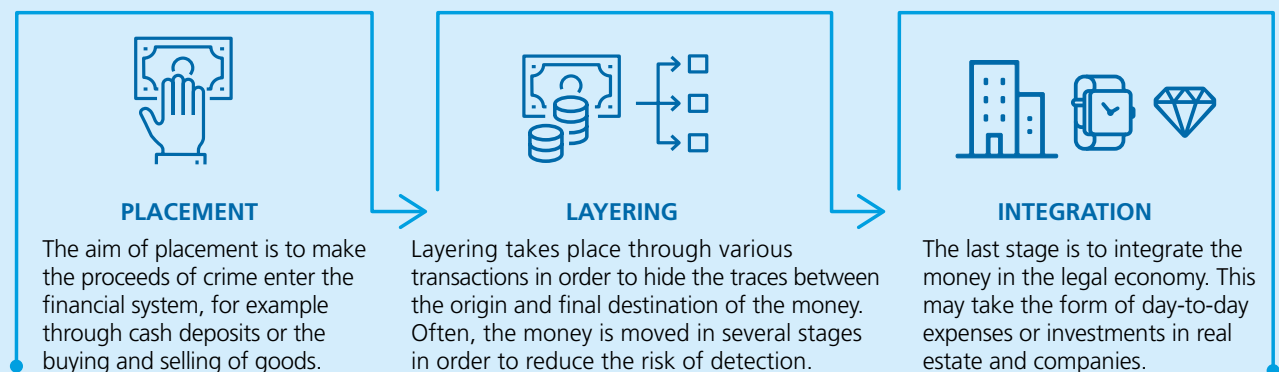 PLACEMENT
The aim of placement is to make
the proceeds of crime enter the
financial system, for example
through cash deposits or the
buying and selling of goods.
LAYERING
Layering takes place through various
transactions in order to hide the traces between
the origin and final destination of the money.
Often, the money is moved in several stages
in order to reduce the risk of detection.
INTEGRATION
The last stage is to integrate the
money in the legal economy. This
may take the form of day-to-day
expenses or investments in real
estate and companies.